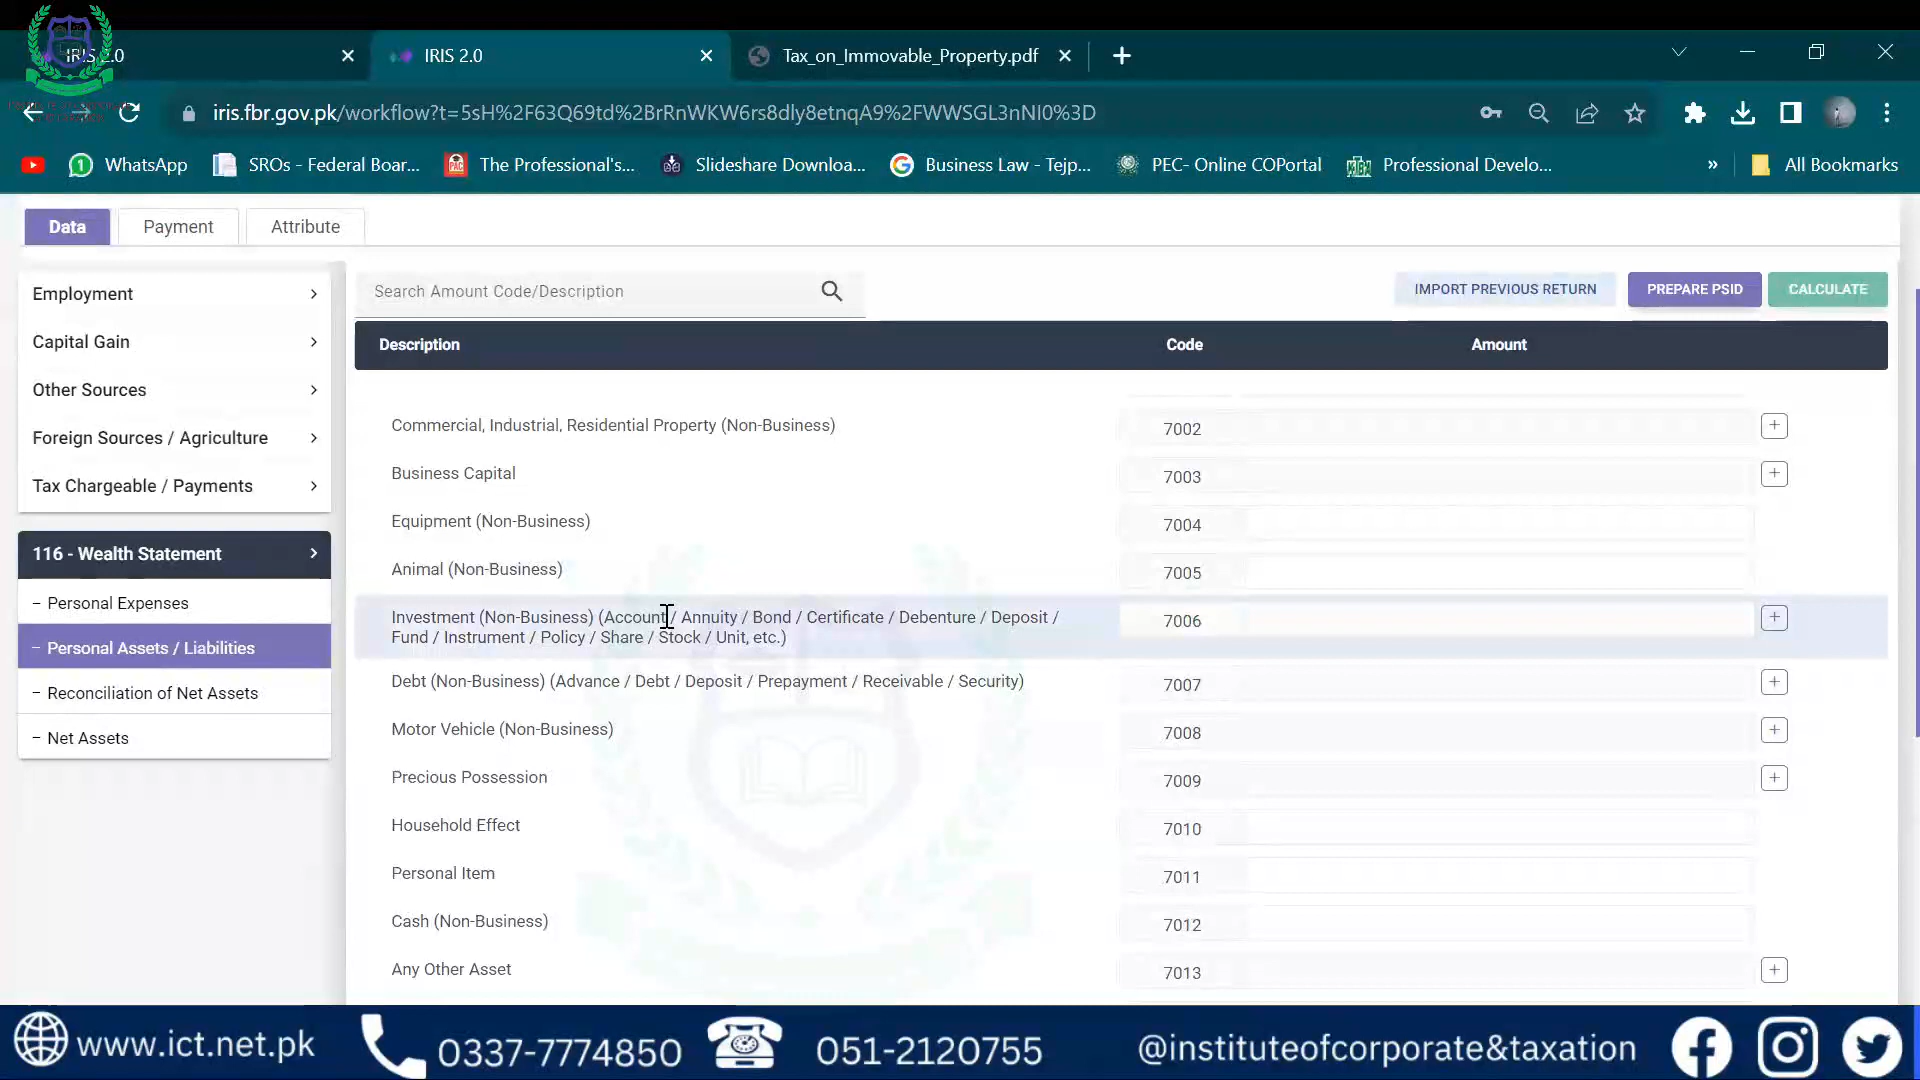 IRIS 2.0
IRIS 2.0
Tax_on_Immovable_Property.pdf
iris.fbr.gov.pk/workflow?t=5sH%2F63Q69td%2BrRnWKW6rs8dly8etnqA9%2FWWSGL3nNl0%3D
WhatsApp
SROs - Federal Boar...
The Professional's...
Slideshare Downloa...
Business Law - Tejp...
PEC- Online COPortal
Professional Develo...
»
All Bookmarks
Data
Payment
Attribute
Employment
Capital Gain
Other Sources
Foreign Sources / Agriculture
Tax Chargeable / Payments
116 - Wealth Statement
– Personal Expenses
– Personal Assets / Liabilities
– Reconciliation of Net Assets
– Net Assets
Search Amount Code/Description
IMPORT PREVIOUS RETURN
PREPARE PSID
CALCULATE
Description Code Amount
Commercial, Industrial, Residential Property (Non-Business) 7002
Business Capital 7003
Equipment (Non-Business) 7004
Animal (Non-Business) 7005
Investment (Non-Business) (Account / Annuity / Bond / Certificate / Debenture / Deposit / 7006
Fund / Instrument / Policy / Share / Stock / Unit, etc.)
Debt (Non-Business) (Advance / Debt / Deposit / Prepayment / Receivable / Security) 7007
Motor Vehicle (Non-Business) 7008
Precious Possession 7009
Household Effect 7010
Personal Item 7011
Cash (Non-Business) 7012
Any Other Asset 7013
www.ict.net.pk
0337-7774850
051-2120755
@instituteofcorporate&taxation